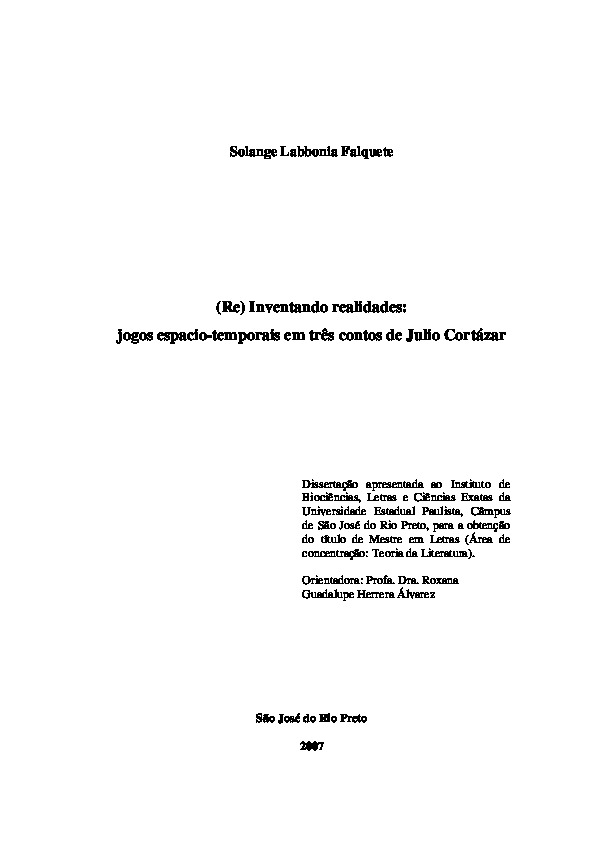 Solange Labbonia Falquete
(Re) Inventando realidades:
jogos espacio-temporais em três contos de Julio Cortázar
Dissertação apresentada ao Instituto de
Biociências, Letras e Ciências Exatas da
Universidade Estadual Paulista, Câmpus
de São José do Rio Preto, para a obtenção
do título de Mestre em Letras (Área de
concentração: Teoria da Literatura).
Orientadora: Profa. Dra. Roxana
Guadalupe Herrera Álvarez
São José do Rio Preto
2007